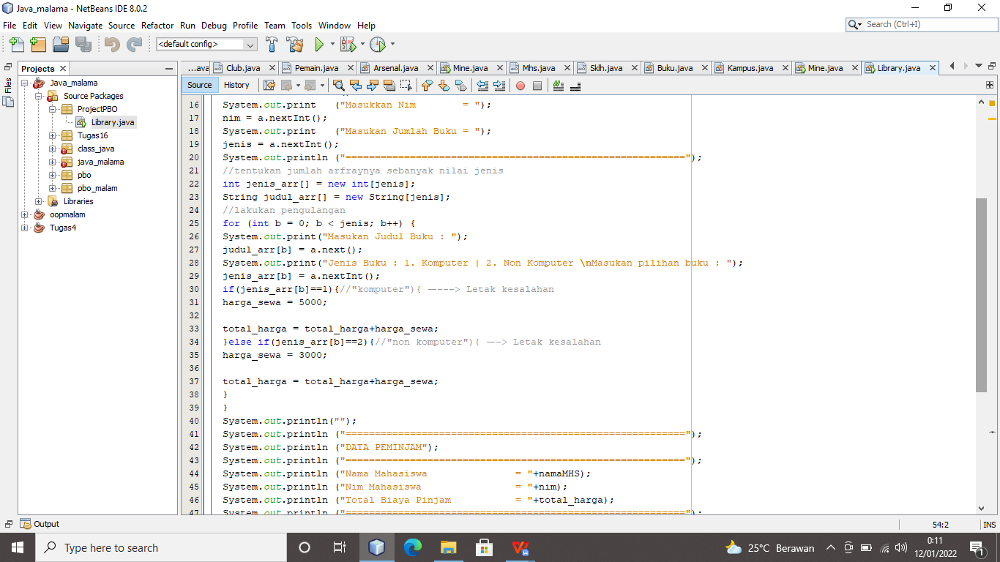 Java_malama - NetBeans IDE 8.0.2
File Edit View Navigate Source Refactor Run Debug Profile Team Tools Window Help
Search (Ctrl+I)
<default config>
Files
Projects
Java_malama
Source Packages
ProjectPBO
Library.java
Tugas16
class_java
java_malama
pbo
pbo_malam
Libraries
oopmalam
Tugas4
...ava Club.java Pemain.java Arsenal.java Mine.java Mhs.java Sklh.java Buku.java Kampus.java Mine.java Library.java
Source History
16 System.out.print   ("Masukkan Nim        = ");
17 nim = a.nextInt();
18 System.out.print   ("Masukan Jumlah Buku = ");
19 jenis = a.nextInt();
20 System.out.println ("==========================================================");
21 //tentukan jumlah arfraynya sebanyak nilai jenis
22 int jenis_arr[] = new int[jenis];
23 String judul_arr[] = new String[jenis];
24 //lakukan pengulangan
25 for (int b = 0; b < jenis; b++) {
26 System.out.print("Masukan Judul Buku : ");
27 judul_arr[b] = a.next();
28 System.out.print("Jenis Buku : 1. Komputer | 2. Non Komputer \nMasukan pilihan buku : ");
29 jenis_arr[b] = a.nextInt();
30 if(jenis_arr[b]==1){//"komputer"){ —---> Letak kesalahan
31 harga_sewa = 5000;
32
33 total_harga = total_harga+harga_sewa;
34 }else if(jenis_arr[b]==2){//"non komputer"){ —-> Letak kesalahan
35 harga_sewa = 3000;
36
37 total_harga = total_harga+harga_sewa;
38 }
39 }
40 System.out.println("");
41 System.out.println ("==========================================================");
42 System.out.println ("DATA PEMINJAM");
43 System.out.println ("==========================================================");
44 System.out.println ("Nama Mahasiswa               = "+namaMHS);
45 System.out.println ("Nim Mahasiswa                = "+nim);
46 System.out.println ("Total Biaya Pinjam           = "+total_harga);
47 System.out.println ("==========================================================");
Output
54:2 INS
Type here to search
25°C Berawan
0:11
12/01/2022
1